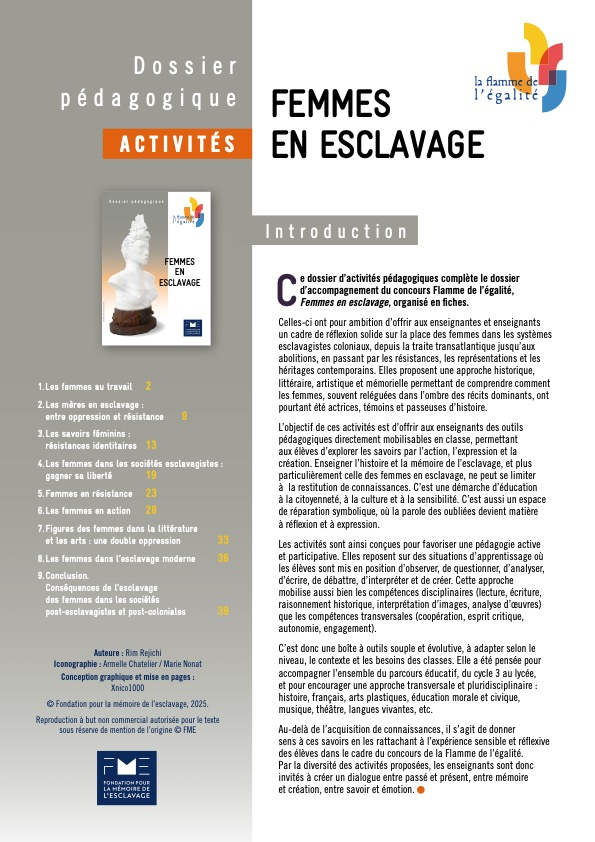 Dossier
pédagogique
ACTIVITÉS
la flamme de
l'égalité
FEMMES
EN ESCLAVAGE
Dossier pédagogique
la flamme de
l'égalité
FEMMES
EN
ESCLAVAGE
FME
1. Les femmes au travail 2
2. Les mères en esclavage :
entre oppression et résistance 9
3. Les savoirs féminins :
résistances identitaires 13
4. Les femmes dans les sociétés esclavagistes :
gagner sa liberté 19
5. Femmes en résistance 23
6. Les femmes en action 28
7. Figures des femmes dans la littérature
et les arts : une double oppression 33
8. Les femmes dans l'esclavage moderne 36
9. Conclusion.
Conséquences de l'esclavage
des femmes dans les sociétés
post-esclavagistes et post-coloniales 39
Auteure : Rim Rejichi
Iconographie : Armelle Chatelier / Marie Nonat
Conception graphique et mise en pages :
Xnico1000
© Fondation pour la mémoire de l'esclavage, 2025.
Reproduction à but non commercial autorisée pour le texte
sous réserve de mention de l'origine © FME
FME
FONDATION POUR
LA MÉMOIRE DE
L'ESCLAVAGE
Introduction
Ce dossier d'activités pédagogiques complète le dossier
d'accompagnement du concours Flamme de l'égalité,
Femmes en esclavage, organisé en fiches.
Celles-ci ont pour ambition d'offrir aux enseignantes et enseignants
un cadre de réflexion solide sur la place des femmes dans les systèmes
esclavagistes coloniaux, depuis la traite transatlantique jusqu'aux
abolitions, en passant par les résistances, les représentations et les
héritages contemporains. Elles proposent une approche historique,
littéraire, artistique et mémorielle permettant de comprendre comment
les femmes, souvent reléguées dans l'ombre des récits dominants, ont
pourtant été actrices, témoins et passeuses d'histoire.
L'objectif de ces activités est d'offrir aux enseignants des outils
pédagogiques directement mobilisables en classe, permettant
aux élèves d'explorer les savoirs par l'action, l'expression et la
création. Enseigner l'histoire et la mémoire de l'esclavage, et plus
particulièrement celle des femmes en esclavage, ne peut se limiter
à la restitution de connaissances. C'est une démarche d'éducation
à la citoyenneté, à la culture et à la sensibilité. C'est aussi un espace
de réparation symbolique, où la parole des oubliées devient matière
à réflexion et à expression.
Les activités sont ainsi conçues pour favoriser une pédagogie active
et participative. Elles reposent sur des situations d'apprentissage où
les élèves sont mis en position d'observer, de questionner, d'analyser,
d'écrire, de débattre, d'interpréter et de créer. Cette approche
mobilise aussi bien les compétences disciplinaires (lecture, écriture,
raisonnement historique, interprétation d'images, analyse d'œuvres)
que les compétences transversales (coopération, esprit critique,
autonomie, engagement).
C'est donc une boîte à outils souple et évolutive, à adapter selon le
niveau, le contexte et les besoins des classes. Elle a été pensée pour
accompagner l'ensemble du parcours éducatif, du cycle 3 au lycée,
et pour encourager une approche transversale et pluridisciplinaire :
histoire, français, arts plastiques, éducation morale et civique,
musique, théâtre, langues vivantes, etc.
Au-delà de l'acquisition de connaissances, il s'agit de donner
sens à ces savoirs en les rattachant à l'expérience sensible et réflexive
des élèves dans le cadre du concours de la Flamme de l'égalité.
Par la diversité des activités proposées, les enseignants sont donc
invités à créer un dialogue entre passé et présent, entre mémoire
et création, entre savoir et émotion.